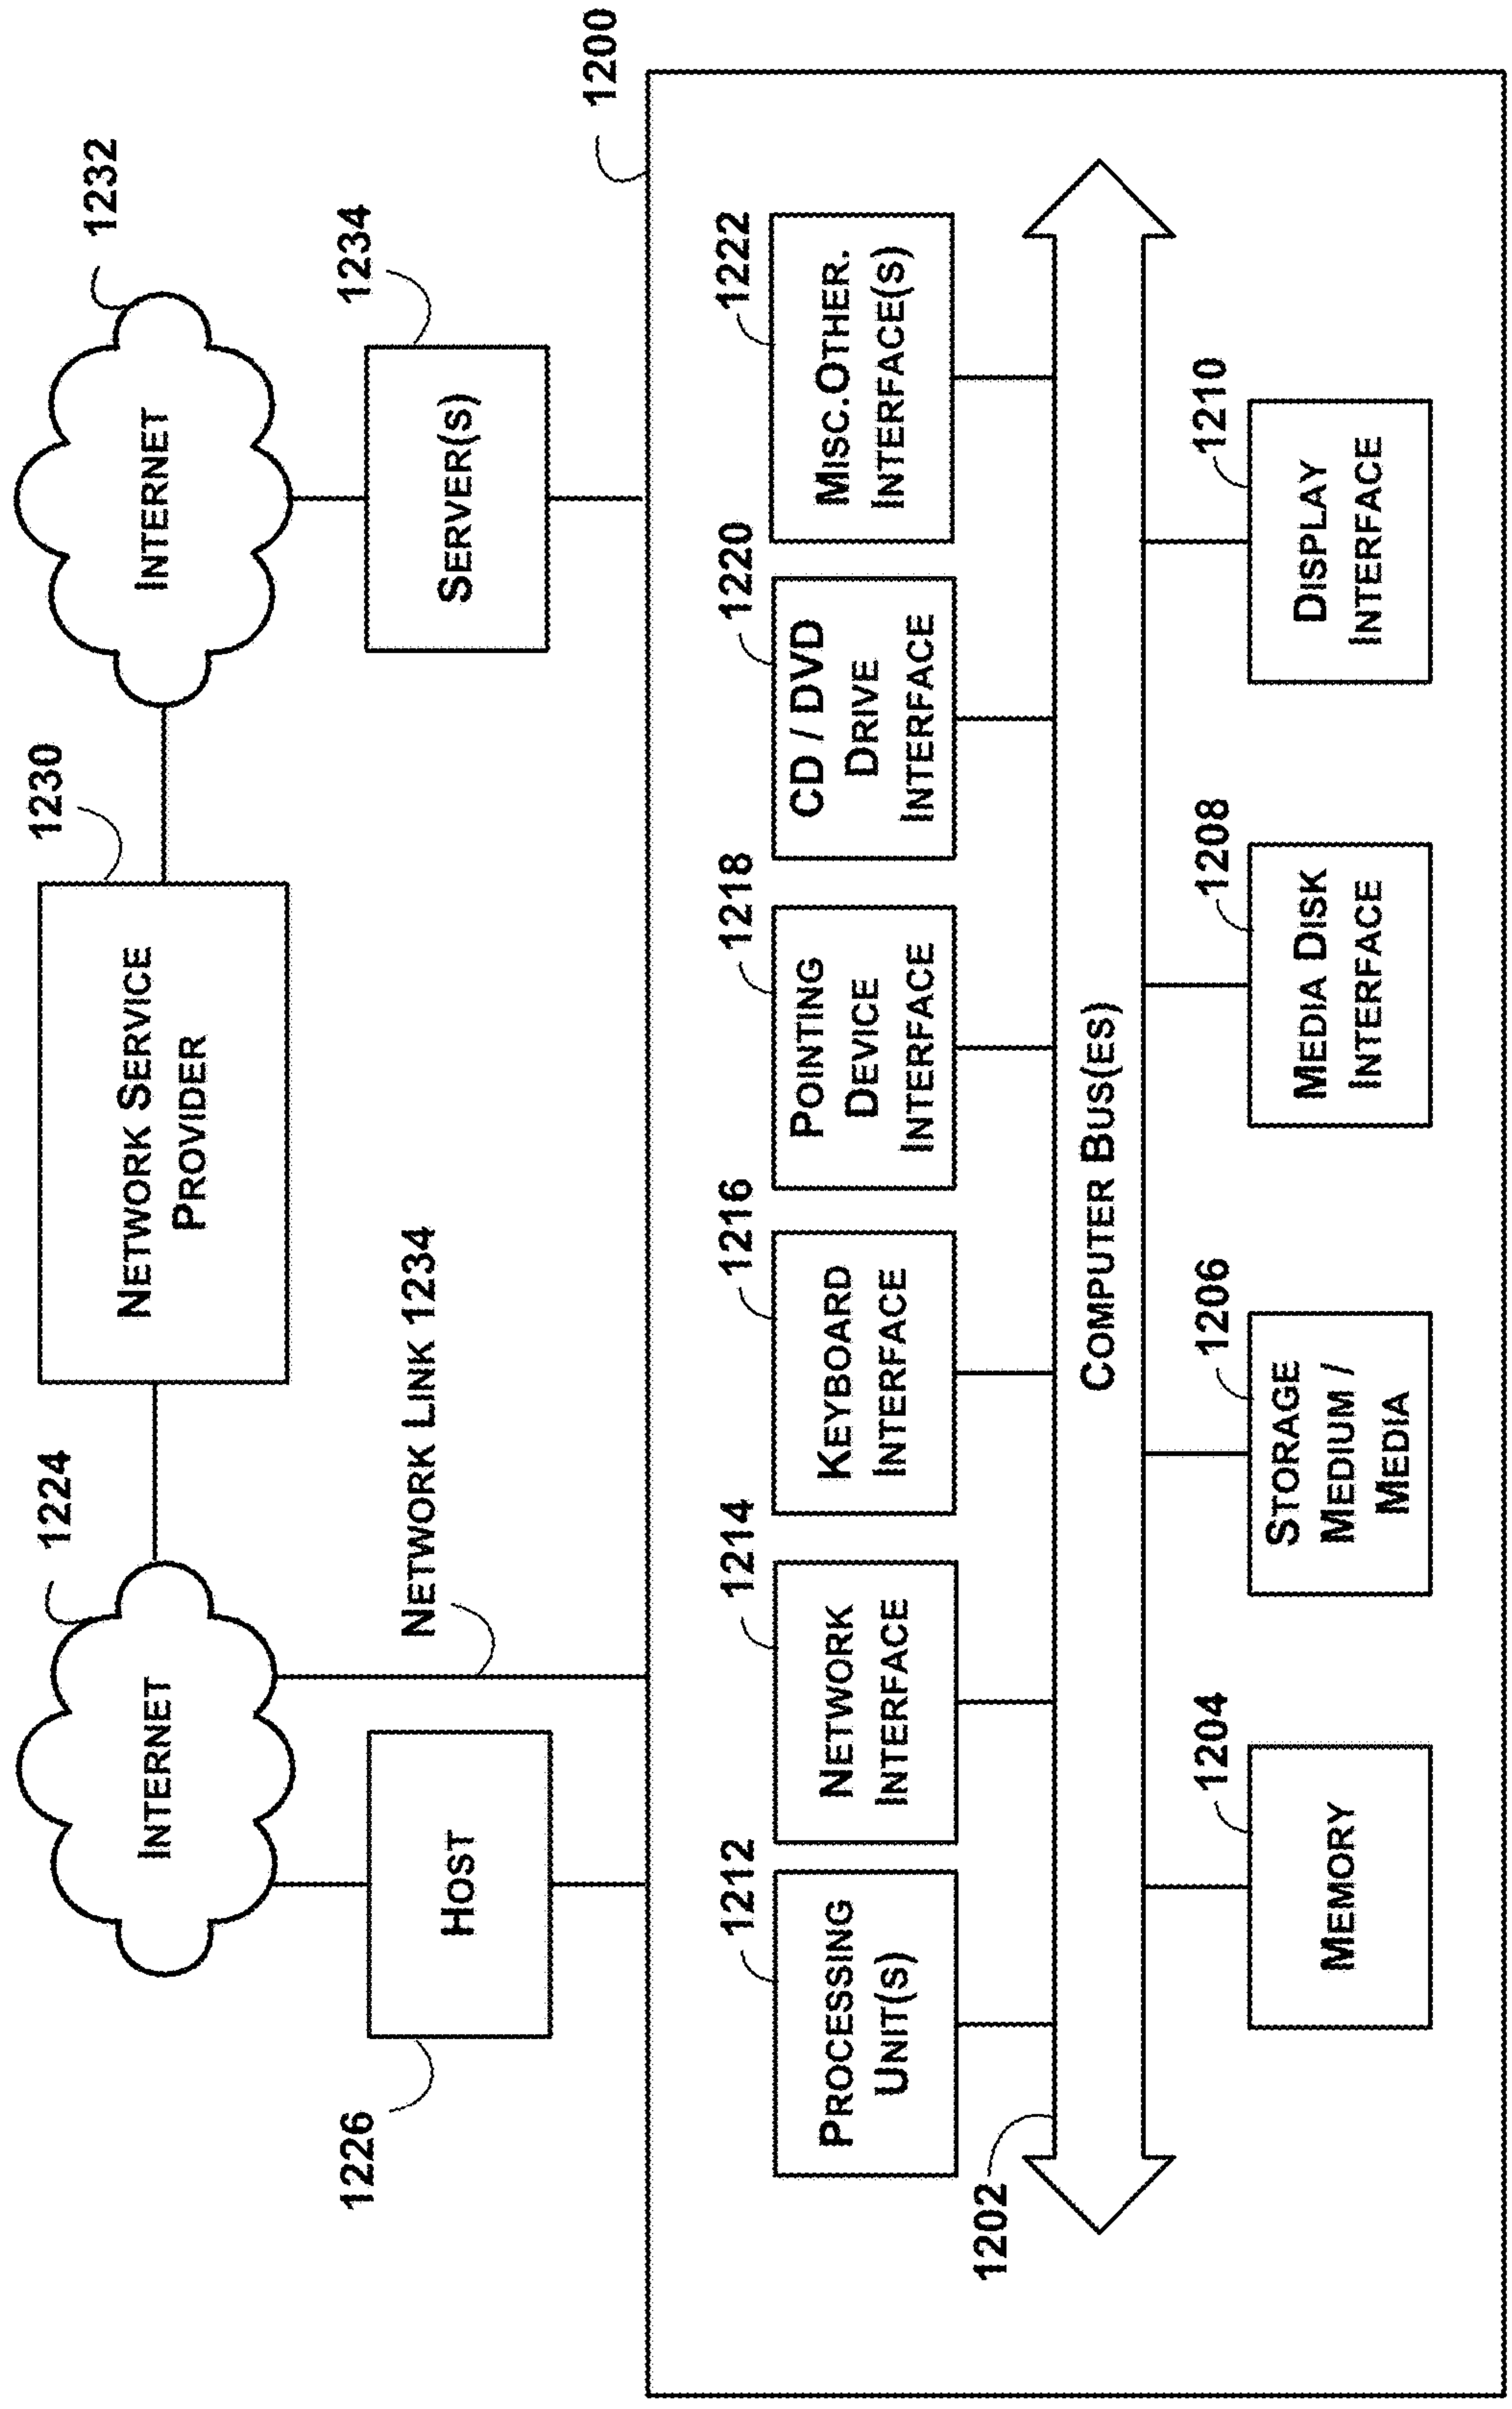 1224
1230
1232
INTERNET
NETWORK SERVICE
PROVIDER
INTERNET
1226
HOST
NETWORK LINK 1234
SERVER(S)
1234
1200
1212
PROCESSING
UNIT(S)
1214
NETWORK
INTERFACE
1216
KEYBOARD
INTERFACE
1218
POINTING
DEVICE
INTERFACE
1220
CD / DVD
DRIVE
INTERFACE
1222
MISC.OTHER.
INTERFACE(S)
1202
COMPUTER BUS(ES)
1204
MEMORY
1206
STORAGE
MEDIUM /
MEDIA
1208
MEDIA DISK
INTERFACE
1210
DISPLAY
INTERFACE